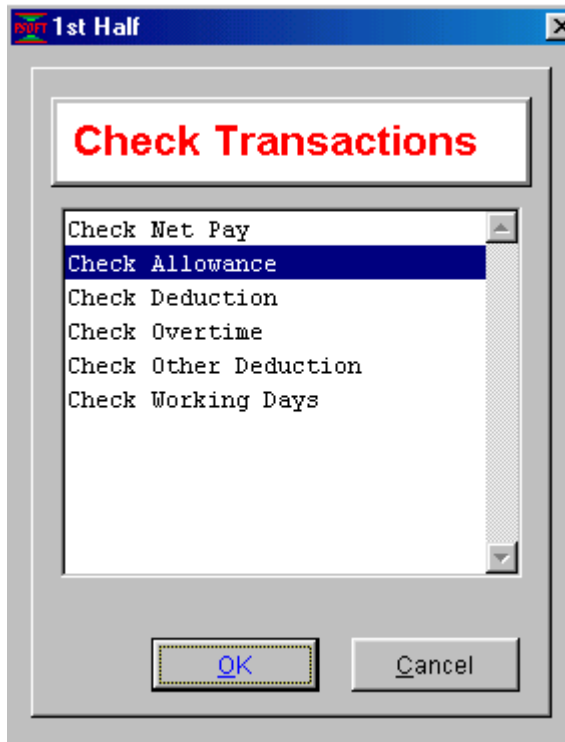 PSOFT 1st Half
Check Transactions
Check Net Pay
Check Allowance
Check Deduction
Check Overtime
Check Other Deduction
Check Working Days
OK Cancel